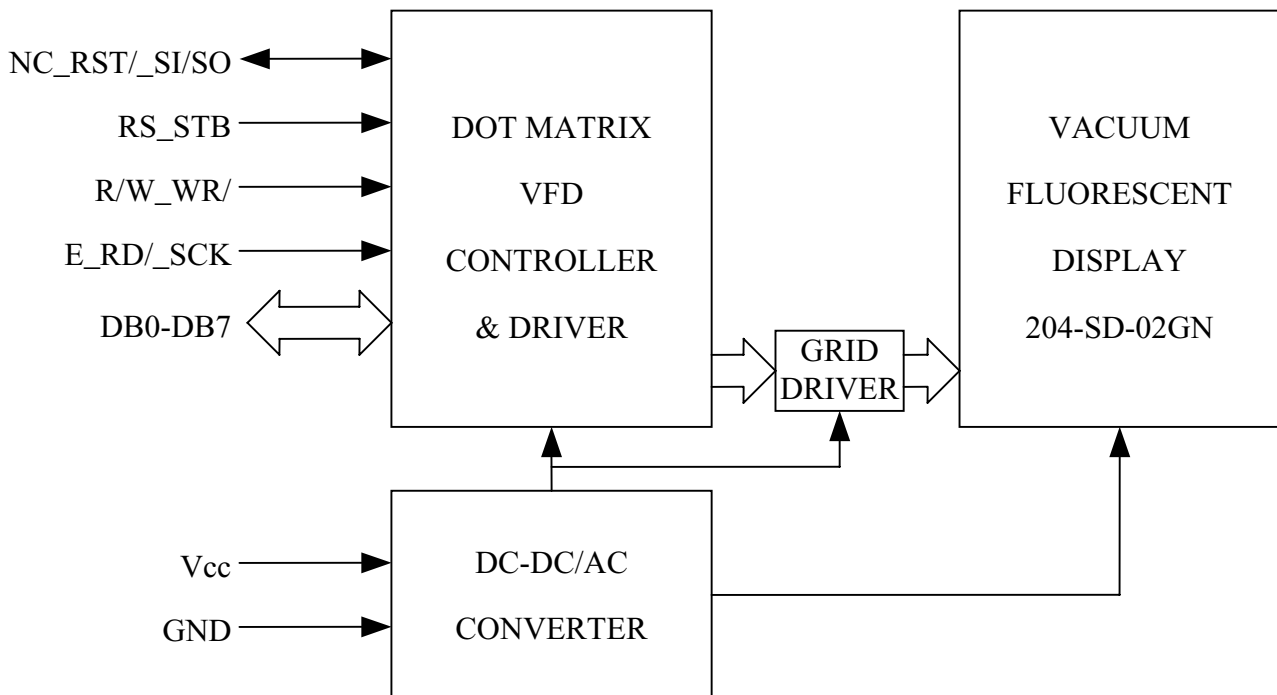 NC_RST/_SI/SO
RS_STB
R/W_WR/
E_RD/_SCK
DB0-DB7
DOT MATRIX
VFD
CONTROLLER
& DRIVER
GRID
DRIVER
VACUUM
FLUORESCENT
DISPLAY
204-SD-02GN
Vcc
GND
DC-DC/AC
CONVERTER